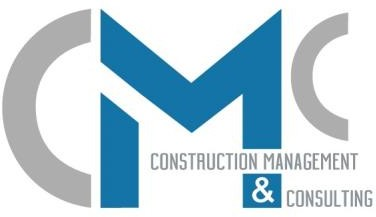 CMC
CONSTRUCTION MANAGEMENT
& CONSULTING